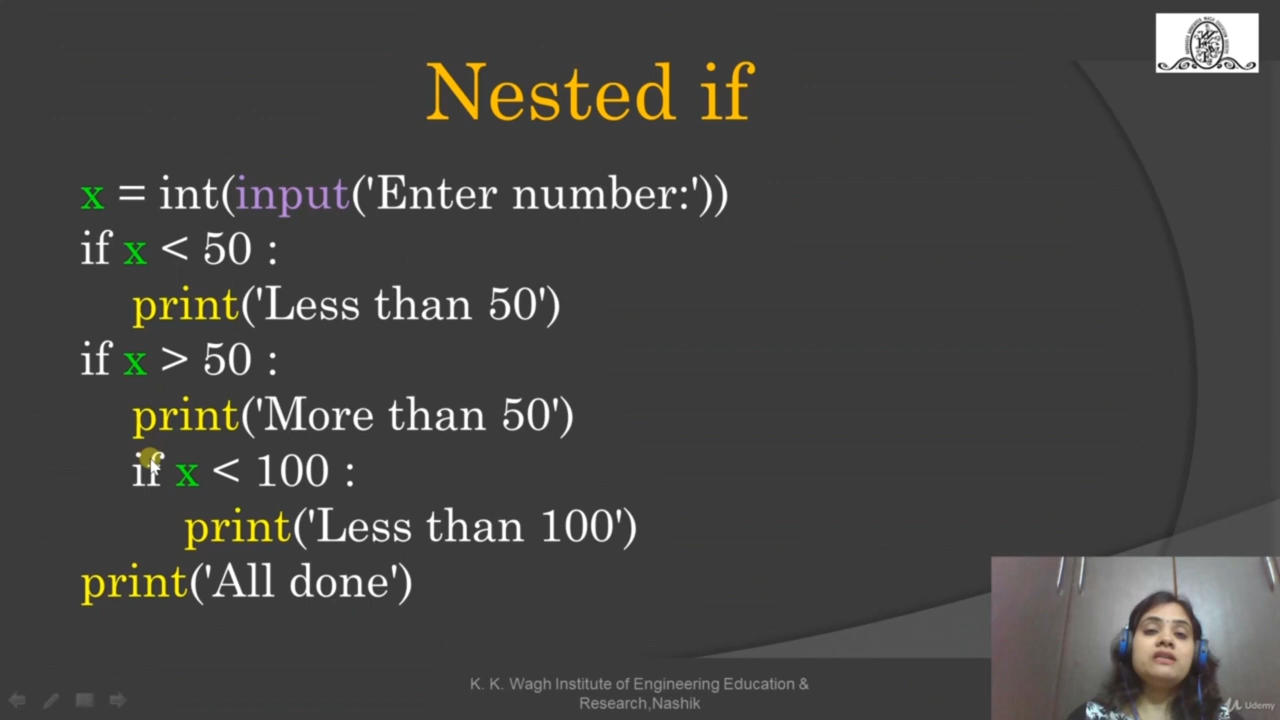 Nested if
x = int(input('Enter number:'))
if x < 50 :
print('Less than 50')
if x > 50 :
print('More than 50')
if x < 100 :
print('Less than 100')
print('All done')
K. K. Wagh Institute of Engineering Education &
Research,Nashik
Udemy